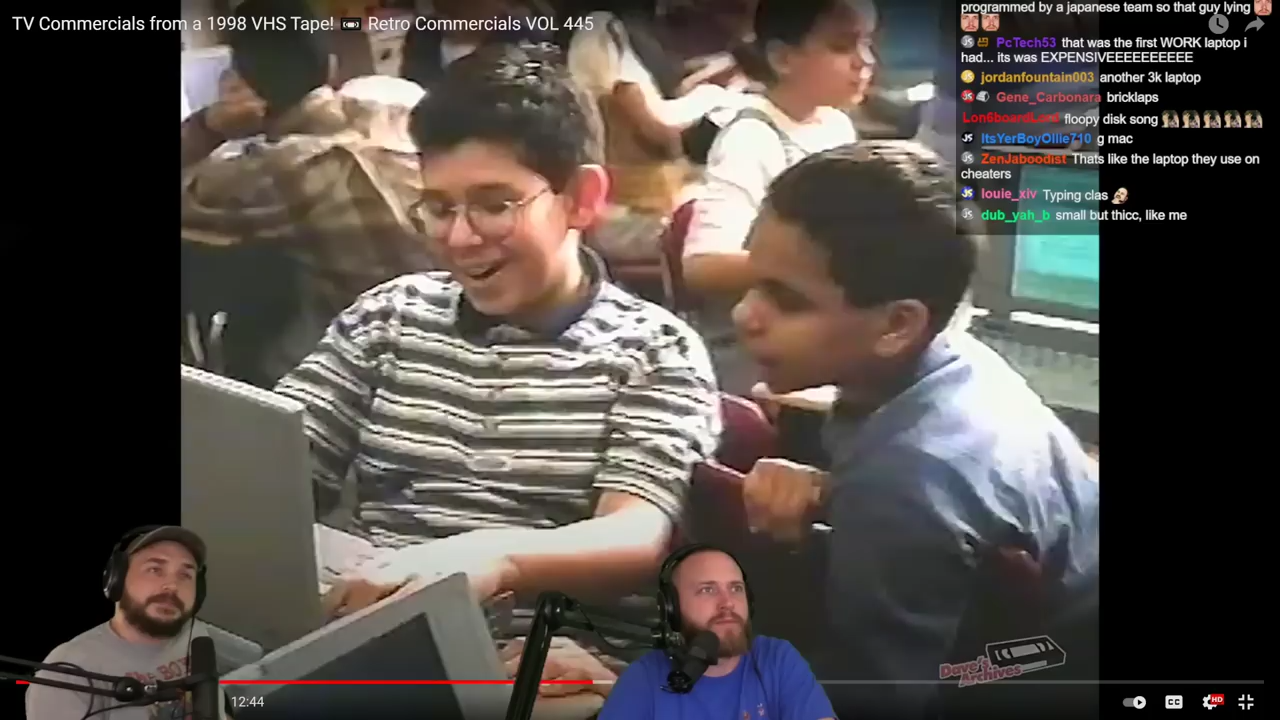 TV Commercials from a 1998 VHS Tape! 📼 Retro Commercials VOL 445
programmed by a japanese team so that guy lying
PcTech53 that was the first WORK laptop i
had... its was EXPENSIVEEEEEEEEEE
jordanfountain003 another 3k laptop
Gene_Carbonara bricklaps
Lon6boardLord floopy disk song
ItsYerBoyOllie710 g mac
ZenJaboodist Thats like the laptop they use on
cheaters
louie_xiv Typing clas
dub_yah_b small but thicc, like me
Dave's
Archives
12:44
CC
HD